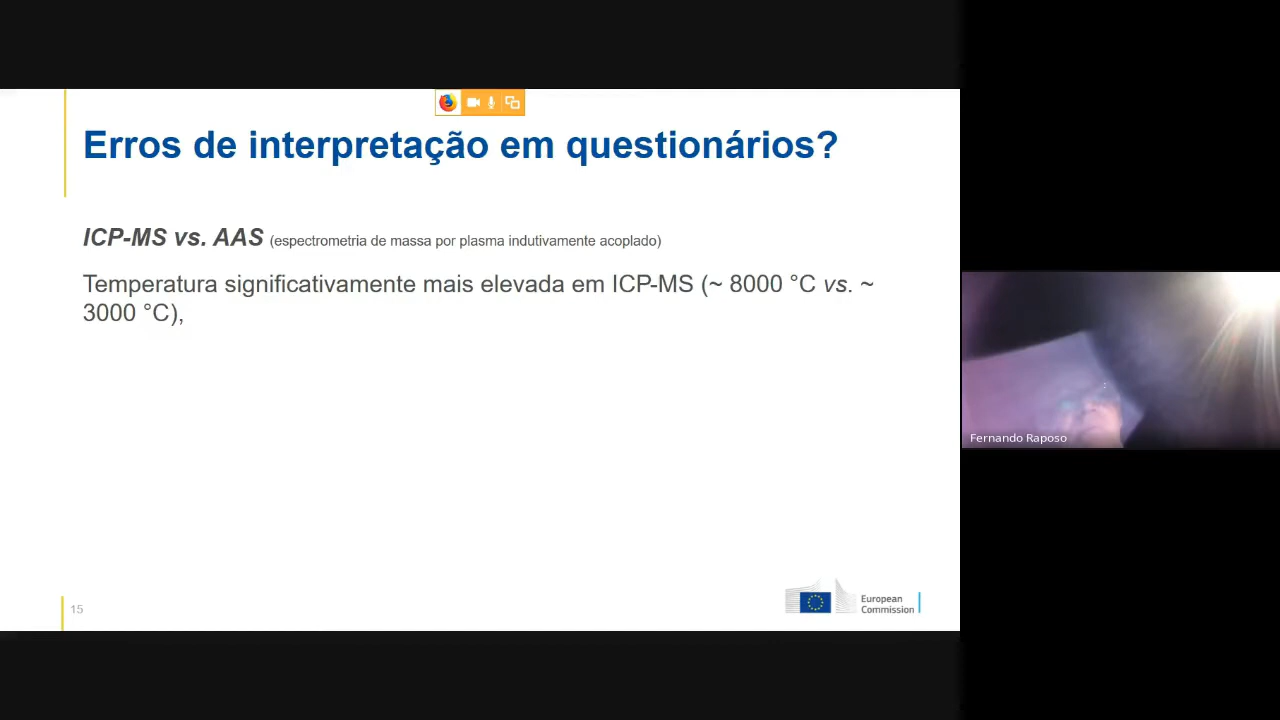 Erros de interpretação em questionários?
ICP-MS vs. AAS (espectrometria de massa por plasma indutivamente acoplado)
Temperatura significativamente mais elevada em ICP-MS (~ 8000 °C vs. ~
3000 °C),
Fernando Raposo
15
European
Commission